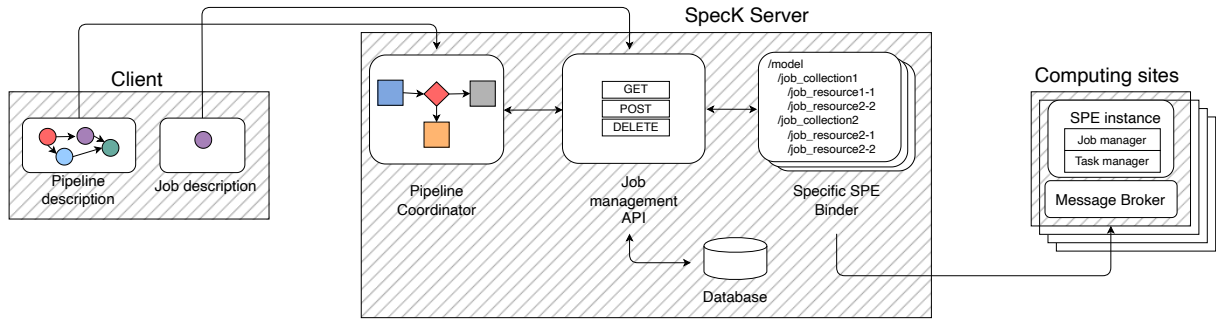 SpecK Server
Client
Pipeline
description
Job description
Pipeline
Coordinator
GET
POST
DELETE
Job
management
API
/model
/job_collection1
/job_resource1-1
/job_resource2-2
/job_collection2
/job_resource2-1
/job_resource2-2
Specific SPE
Binder
Database
Computing sites
SPE instance
Job manager
Task manager
Message Broker